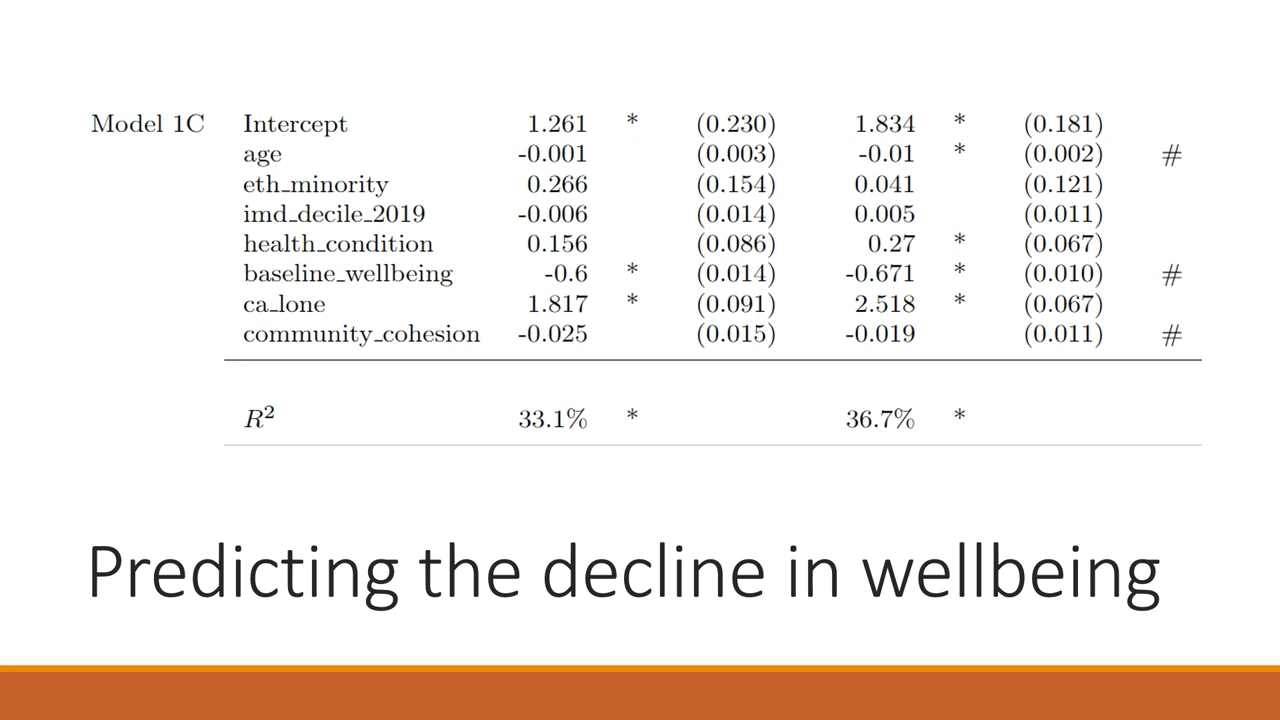 Model 1C Intercept 1.261 * (0.230) 1.834 * (0.181)
age -0.001 (0.003) -0.01 * (0.002) #
eth_minority 0.266 (0.154) 0.041 (0.121)
imd_decile_2019 -0.006 (0.014) 0.005 (0.011)
health_condition 0.156 (0.086) 0.27 * (0.067)
baseline_wellbeing -0.6 * (0.014) -0.671 * (0.010) #
ca_lone 1.817 * (0.091) 2.518 * (0.067)
community_cohesion -0.025 (0.015) -0.019 (0.011) #
R² 33.1% * 36.7% *
Predicting the decline in wellbeing